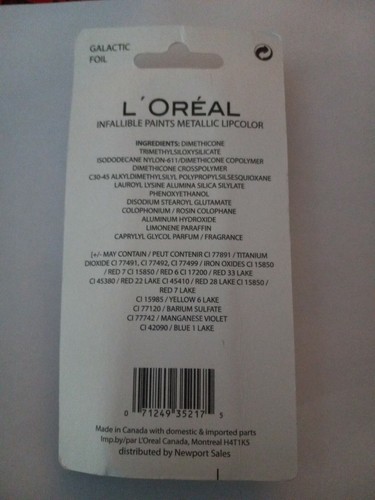 GALACTIC
FOIL
L'ORÉAL
INFALLIBLE PAINTS METALLIC LIPCOLOR
INGREDIENTS: DIMETHICONE
TRIMETHYLSILOXYSILICATE
ISODODECANE NYLON-611/DIMETHICONE COPOLYMER
DIMETHICONE CROSSPOLYMER
C30-45 ALKYLDIMETHYLSILYL POLYPROPYLSILSESQUIOXANE
LAUROYL LYSINE ALUMINA SILICA SILYLATE
PHENOXYETHANOL
DISODIUM STEAROYL GLUTAMATE
COLOPHONIUM / ROSIN COLOPHANE
ALUMINUM HYDROXIDE
LIMONENE PARAFFIN
CAPRYLYL GLYCOL PARFUM / FRAGRANCE
[+/- MAY CONTAIN / PEUT CONTENIR CI 77891 / TITANIUM
DIOXIDE CI 77491, CI 77492, CI 77499 / IRON OXIDES CI 15850
/ RED 7 CI 15850 / RED 6 CI 17200 / RED 33 LAKE
CI 45380 / RED 22 LAKE CI 45410 / RED 28 LAKE CI 15850 /
RED 7 LAKE
CI 15985 / YELLOW 6 LAKE
CI 77120 / BARIUM SULFATE
CI 77742 / MANGANESE VIOLET
CI 42090 / BLUE 1 LAKE
0 71249 35217 5
Made in Canada with domestic & imported parts
Imp.by/par L'Oreal Canada, Montreal H4T1K5
distributed by Newport Sales